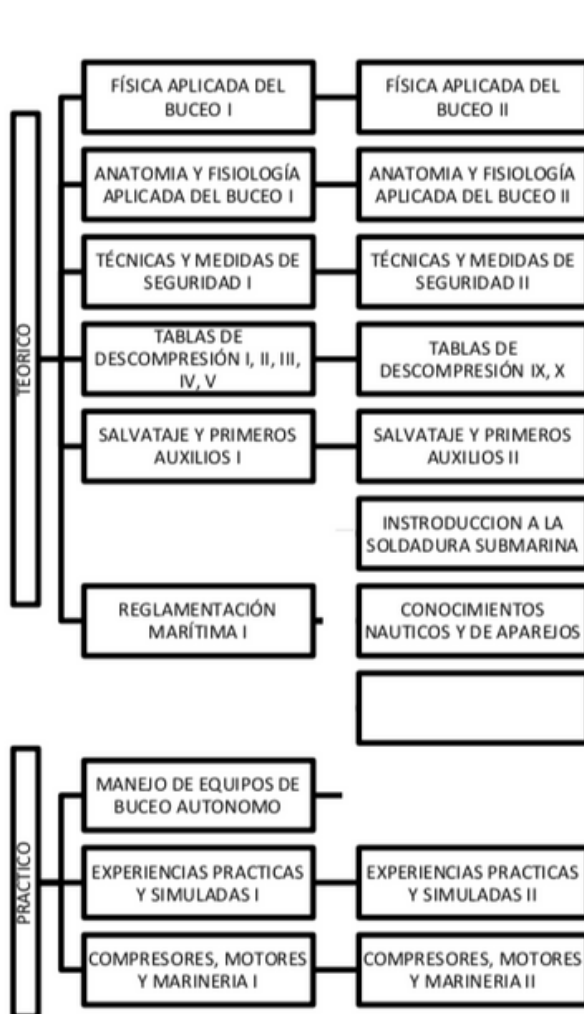 TEORICO
FÍSICA APLICADA DEL
BUCEO I
FÍSICA APLICADA DEL
BUCEO II
ANATOMIA Y FISIOLOGÍA
APLICADA DEL BUCEO I
ANATOMIA Y FISIOLOGÍA
APLICADA DEL BUCEO II
TÉCNICAS Y MEDIDAS DE
SEGURIDAD I
TÉCNICAS Y MEDIDAS DE
SEGURIDAD II
TABLAS DE
DESCOMPRESIÓN I, II, III,
IV, V
TABLAS DE
DESCOMPRESIÓN IX, X
SALVATAJE Y PRIMEROS
AUXILIOS I
SALVATAJE Y PRIMEROS
AUXILIOS II
INSTRODUCCION A LA
SOLDADURA SUBMARINA
REGLAMENTACIÓN
MARÍTIMA I
CONOCIMIENTOS
NAUTICOS Y DE APAREJOS
PRACTICO
MANEJO DE EQUIPOS DE
BUCEO AUTONOMO
EXPERIENCIAS PRACTICAS
Y SIMULADAS I
EXPERIENCIAS PRACTICAS
Y SIMULADAS II
COMPRESORES, MOTORES
Y MARINERIA I
COMPRESORES, MOTORES
Y MARINERIA II